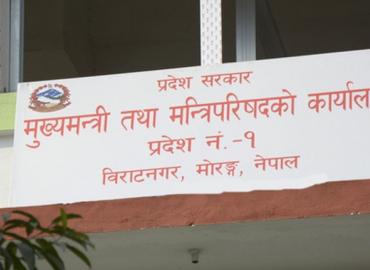 प्रदेश सरकार
मुख्यमन्त्री तथा मन्त्रिपरिषदको कार्याल
प्रदेश नं.-१
विराटनगर, मोरङ्ग, नेपाल